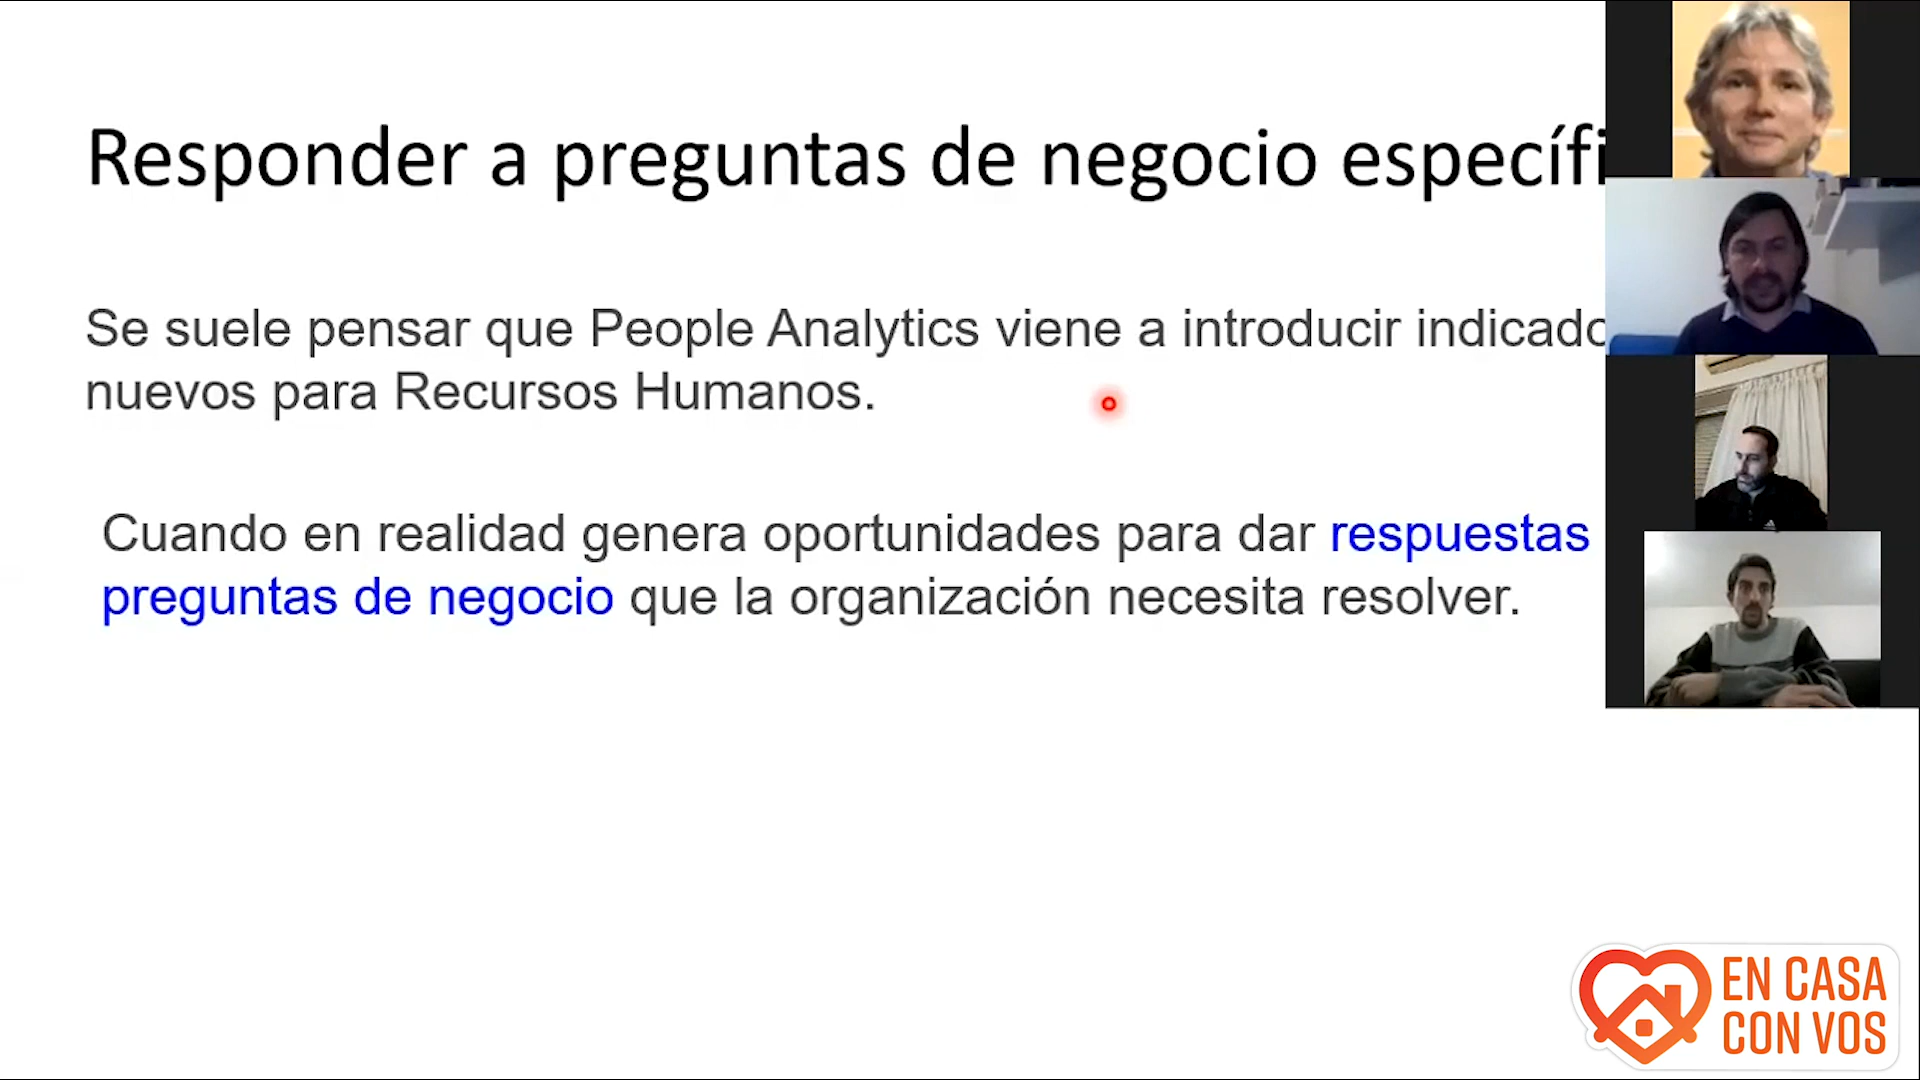 Responder a preguntas de negocio específi
Se suele pensar que People Analytics viene a introducir indicado
nuevos para Recursos Humanos.
Cuando en realidad genera oportunidades para dar respuestas
preguntas de negocio que la organización necesita resolver.
EN CASA
CON VOS